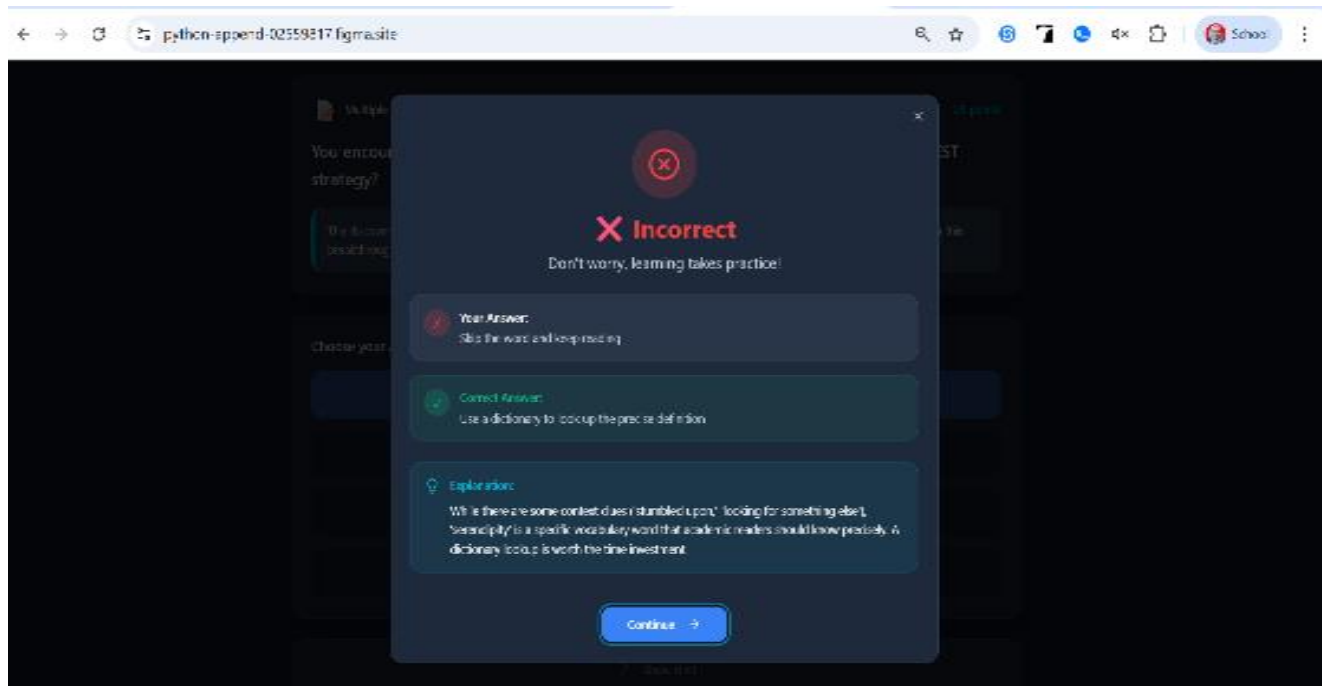 python-append-02559817.figma.site
School
Multiple
points
You encour
EST
strategy?
Choose your
Incorrect
Don't worry, learning takes practice!
Your Answer:
Skip the word and keep reading
Correct Answer:
Use a dictionary to look up the precise definition
Explanation:
While there are some context clues ('stumbled upon,' 'looking for something else'),
'serendipity' is a specific vocabulary word that academic readers should know precisely. A
dictionary lookup is worth the time investment.
Continue